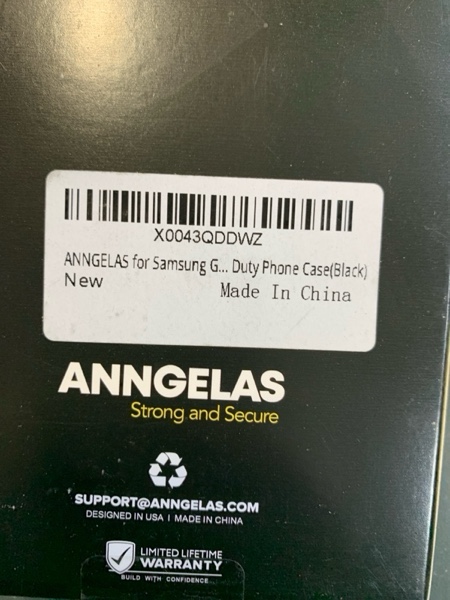 X0043QDDWZ
ANNGELAS for Samsung G... Duty Phone Case(Black)
New
Made In China
ANNGELAS
Strong and Secure
SUPPORT@ANNGELAS.COM
DESIGNED IN USA | MADE IN CHINA
LIMITED LIFETIME
WARRANTY
BUILD WITH CONFIDENCE